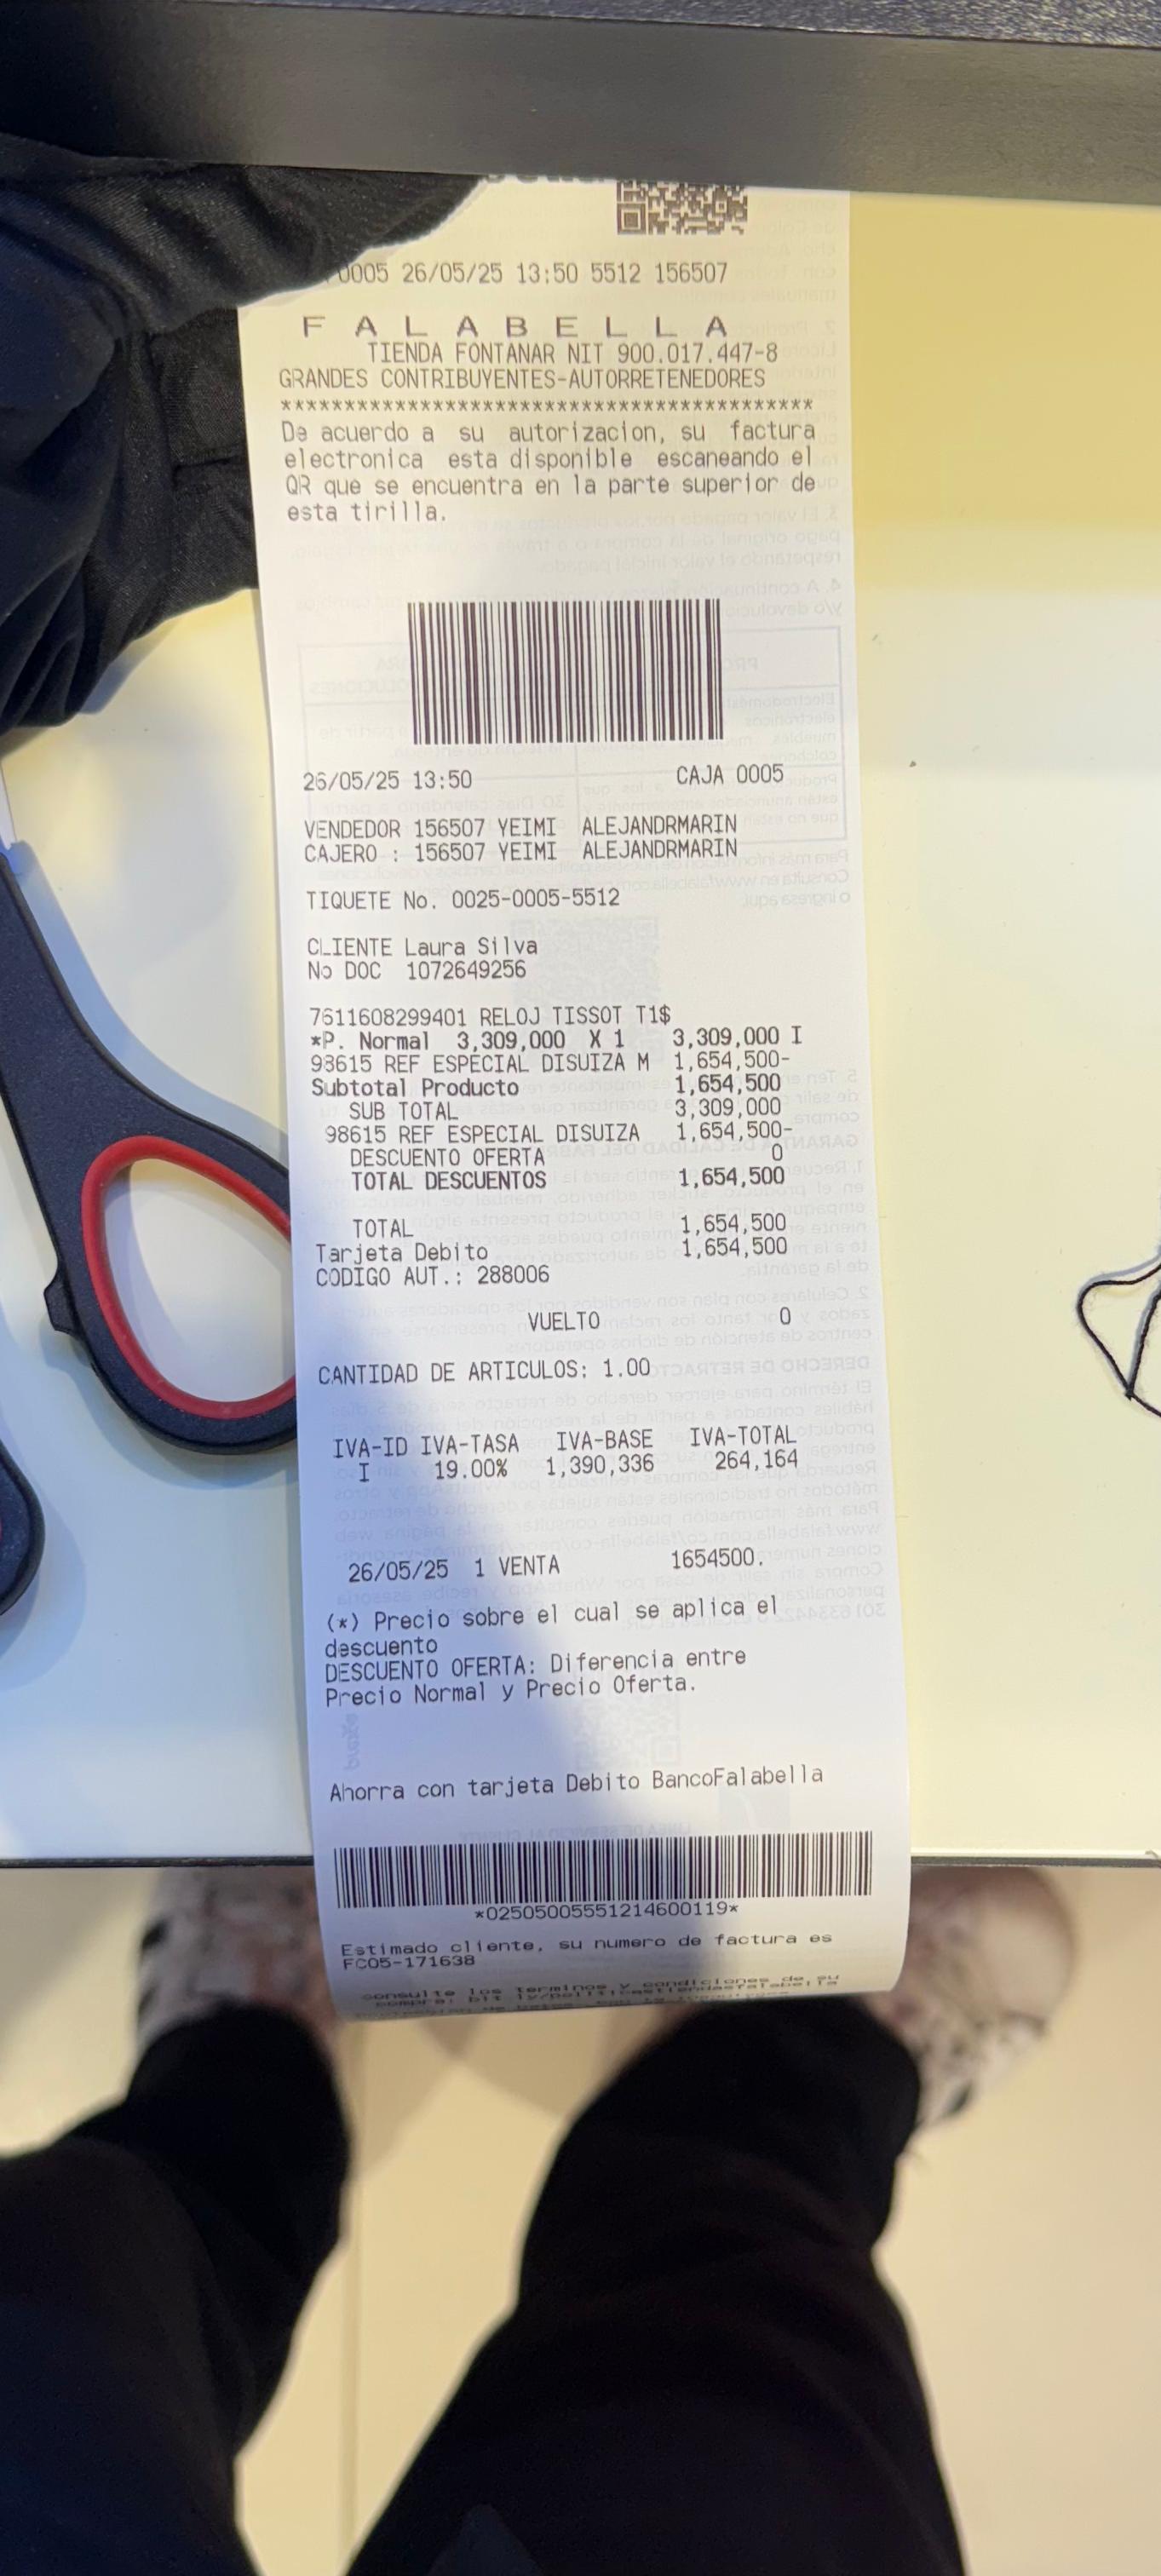 0005 26/05/25 13:50 5512 156507
FALABELLA
TIENDA FONTANAR NIT 900.017.447-8
GRANDES CONTRIBUYENTES-AUTORRETENEDORES
******************************************
De acuerdo a su autorizacion, su factura
electronica esta disponible escaneando el
QR que se encuentra en la parte superior de
esta tirilla.
26/05/25 13:50 CAJA 0005
VENDEDOR 156507 YEIMI ALEJANDRMARIN
CAJERO : 156507 YEIMI ALEJANDRMARIN
TIQUETE No. 0025-0005-5512
CLIENTE Laura Silva
No DOC 1072649256
7611608299401 RELOJ TISSOT T1$
*P. Normal 3,309,000 X 1 3,309,000 I
98615 REF ESPECIAL DISUIZA M 1,654,500-
Subtotal Producto 1,654,500
SUB TOTAL 3,309,000
98615 REF ESPECIAL DISUIZA 1,654,500-
DESCUENTO OFERTA 0
TOTAL DESCUENTOS 1,654,500
TOTAL 1,654,500
Tarjeta Debito 1,654,500
CODIGO AUT.: 288006
VUELTO 0
CANTIDAD DE ARTICULOS: 1.00
IVA-ID IVA-TASA IVA-BASE IVA-TOTAL
I 19.00% 1,390,336 264,164
26/05/25 1 VENTA 1654500.
(*) Precio sobre el cual se aplica el
descuento
DESCUENTO OFERTA: Diferencia entre
Precio Normal y Precio Oferta.
Ahorra con tarjeta Debito BancoFalabella
*02505005551214600119*
Estimado cliente, su numero de factura es
FC05-171638
consulte los terminos y condiciones de su